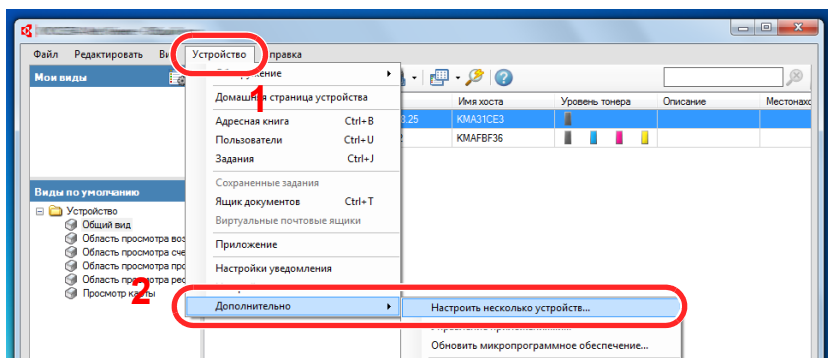 Файл Редактировать Устройство
Мои виды
Домашняя страница устройства
Имя хоста Уровень тонера Описание
Адресная книга Ctrl+B
3.25 KMA31CE3
Пользователи Ctrl+U
KMAFBF36
Задания Ctrl+J
Сохраненные задания
Ящик документов Ctrl+T
Виртуальные почтовые ящики
Приложение
Настройки уведомления
Дополнительно
Настроить несколько устройств...
Обновить микропрограммное обеспечение...
Виды по умолчанию
Устройство
Общий вид
Область просмотра
Область просмотра
Область просмотра
Область просмотра
Просмотр карты
1
2